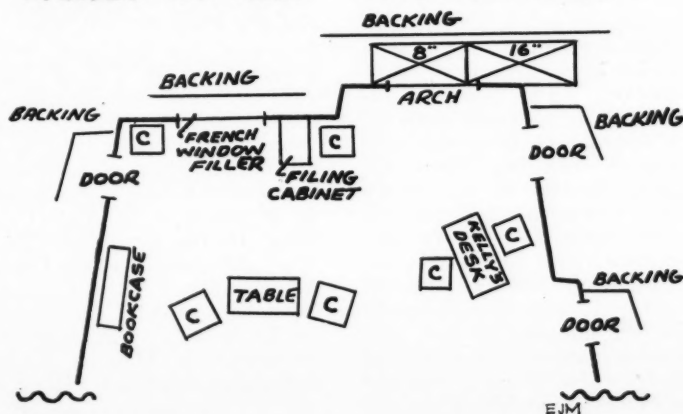 BACKING
8"
16"
BACKING
ARCH
BACKING
BACKING
C
FRENCH
WINDOW
FILLER
C
DOOR
DOOR
FILING
CABINET
C
KELLY'S
DESK
C
BACKING
BOOKCASE
C
TABLE
C
DOOR
EJM